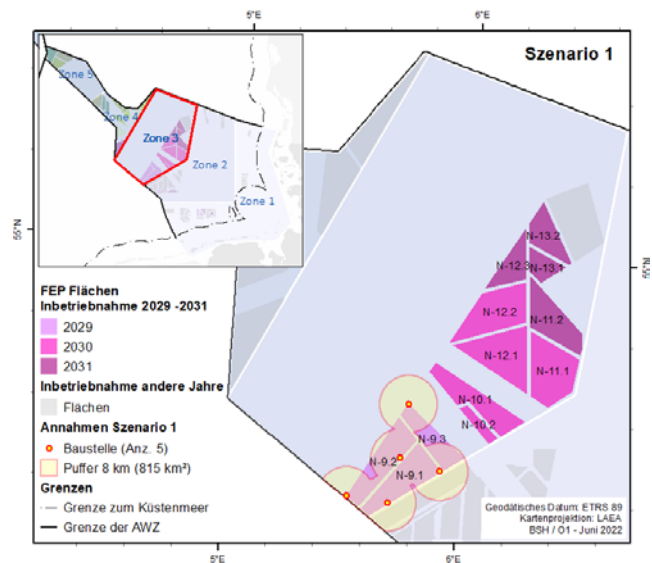 5°E
6°E
Szenario 1
Zone 5
Zone 4
Zone 3
Zone 2
Zone 1
55°N
55°N
N-13.2
N-12.3
N-13.1
N-12.2
N-11.2
N-12.1
N-11.1
N-10.1
N-10.2
N-9.3
N-9.2
N-9.1
FEP Flächen
Inbetriebnahme 2029 -2031
2029
2030
2031
Inbetriebnahme andere Jahre
Flächen
Annahmen Szenario 1
Baustelle (Anz. 5)
Puffer 8 km (815 km²)
Grenzen
Grenze zum Küstenmeer
Grenze der AWZ
Geodätisches Datum: ETRS 89
Kartenprojektion: LAEA
BSH / O1 - Juni 2022
5°E
6°E